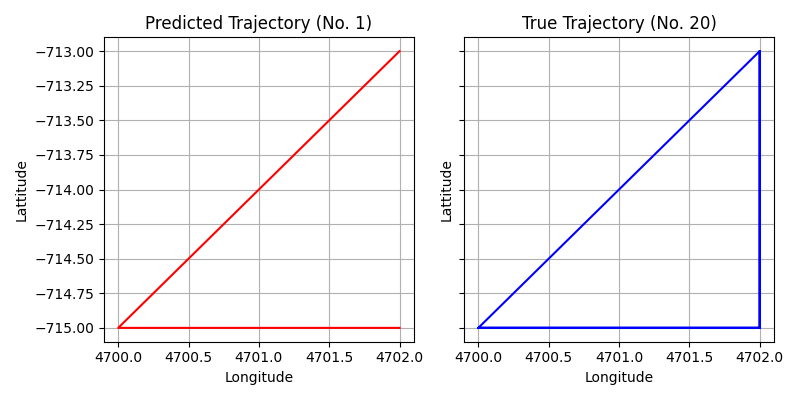 Predicted Trajectory (No. 1)
True Trajectory (No. 20)
Lattitude
−713.00
−713.25
−713.50
−713.75
−714.00
−714.25
−714.50
−714.75
−715.00
4700.0 4700.5 4701.0 4701.5 4702.0
Longitude
Lattitude
4700.0 4700.5 4701.0 4701.5 4702.0
Longitude